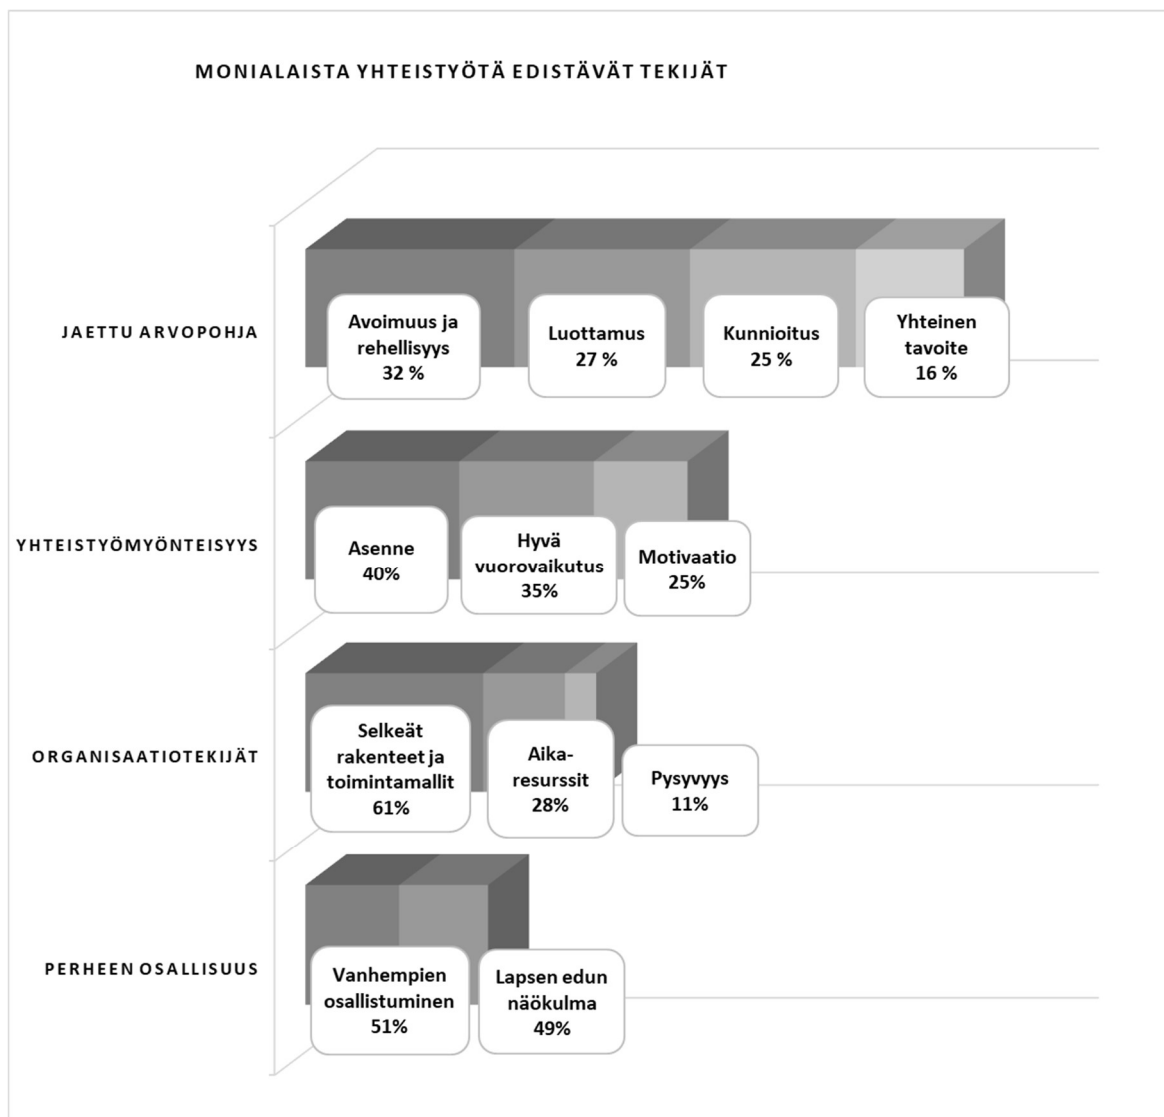 MONIALAISTA YHTEISTYÖTÄ EDISTÄVÄT TEKIJÄT
JAETTU ARVOPOHJA
Avoimuus ja
rehellisyys
32 %
Luottamus
27 %
Kunnioitus
25 %
Yhteinen
tavoite
16 %
YHTEISTYÖMYÖNTEISYYS
Asenne
40%
Hyvä
vuorovaikutus
35%
Motivaatio
25%
ORGANISAATIOTEKIJÄT
Selkeät
rakenteet ja
toimintamallit
61%
Aika-
resurssit
28%
Pysyvyys
11%
PERHEEN OSALLISUUS
Vanhempien
osallistuminen
51%
Lapsen edun
näökulma
49%